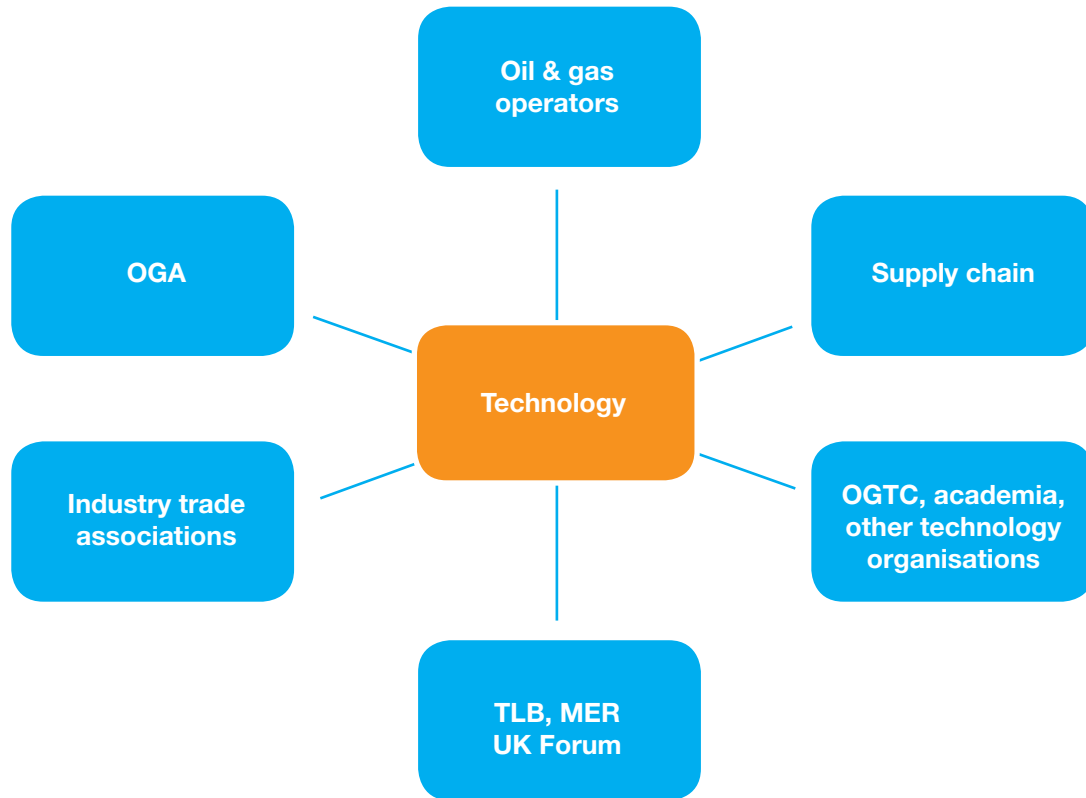 Oil & gas
operators
OGA
Supply chain
Technology
Industry trade
associations
OGTC, academia,
other technology
organisations
TLB, MER
UK Forum